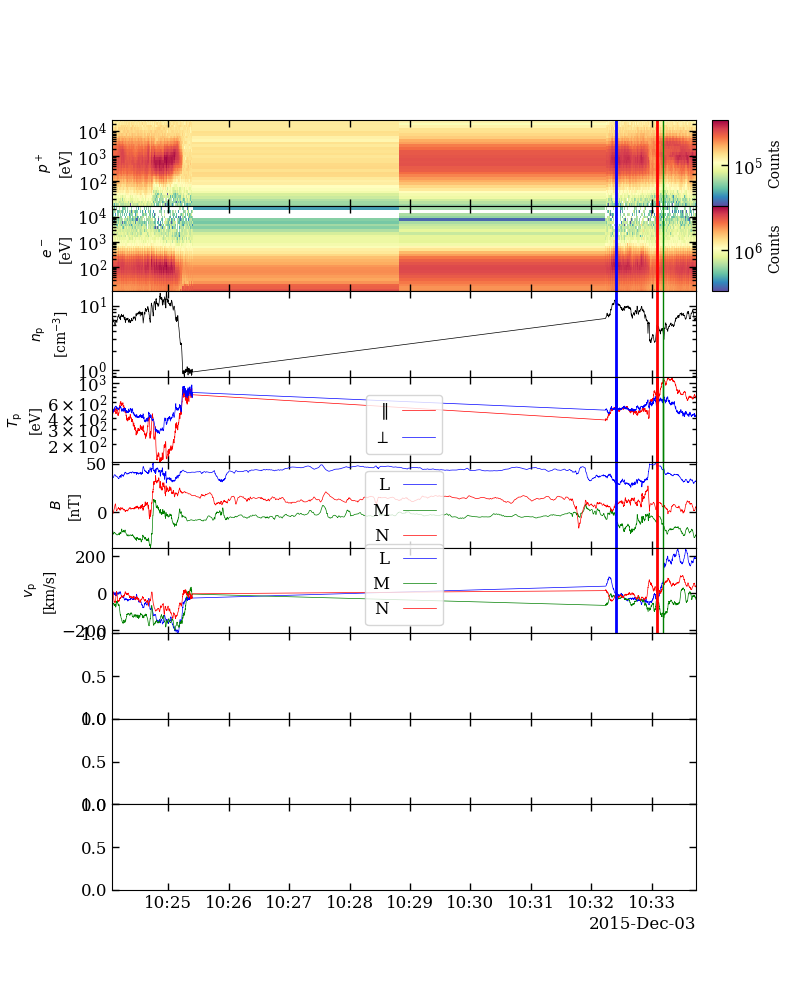 10⁴
10³
10²
p⁺
[eV]
10⁵
Counts
10⁴
10³
10²
e⁻
[eV]
10⁶
Counts
10¹
10⁰
nₚ
[cm⁻³]
10³
6 × 10²
4 × 10²
3 × 10²
2 × 10²
Tₚ
[eV]
∥
⊥
50
0
B
[nT]
L
M
N
200
0
−200
vₚ
[km/s]
L
M
N
1.0
0.5
0.0
1.0
0.5
0.0
1.0
0.5
0.0
10:25 10:26 10:27 10:28 10:29 10:30 10:31 10:32 10:33
2015-Dec-03